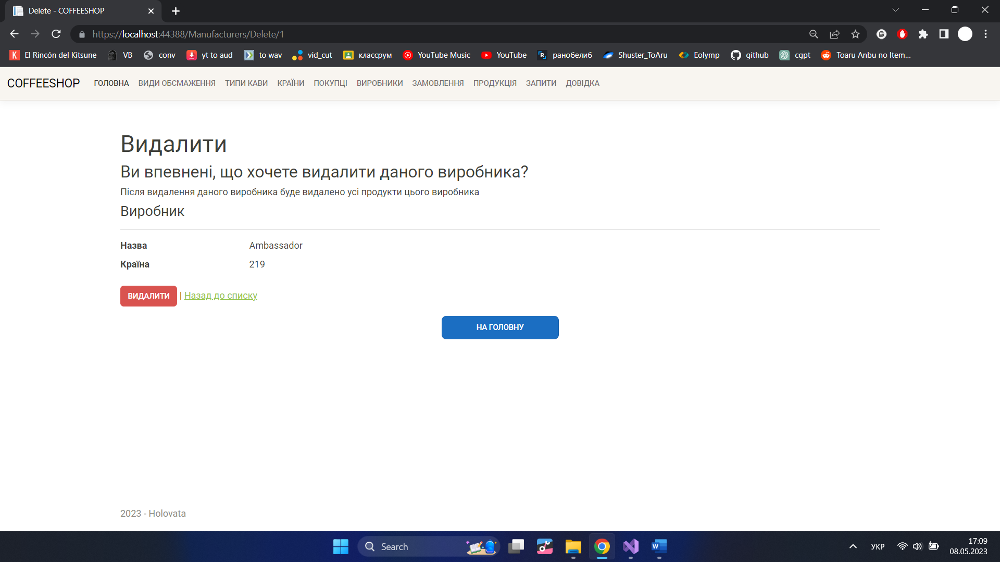 Delete - COFFEESHOP
https://localhost:44388/Manufacturers/Delete/1
El Rincón del Kitsune VB conv yt to aud to wav vid_cut классрум YouTube Music YouTube ранобелиб Shuster_ToAru Eolymp github cgpt Toaru Anbu no Item...
COFFEESHOP ГОЛОВНА ВИДИ ОБСМАЖЕННЯ ТИПИ КАВИ КРАЇНИ ПОКУПЦІ ВИРОБНИКИ ЗАМОВЛЕННЯ ПРОДУКЦІЯ ЗАПИТИ ДОВІДКА
Видалити
Ви впевнені, що хочете видалити даного виробника?
Після видалення даного виробника буде видалено усі продукти цього виробника
Виробник
Назва Ambassador
Країна 219
ВИДАЛИТИ | Назад до списку
НА ГОЛОВНУ
2023 - Holovata
Search
УКР
17:09
08.05.2023